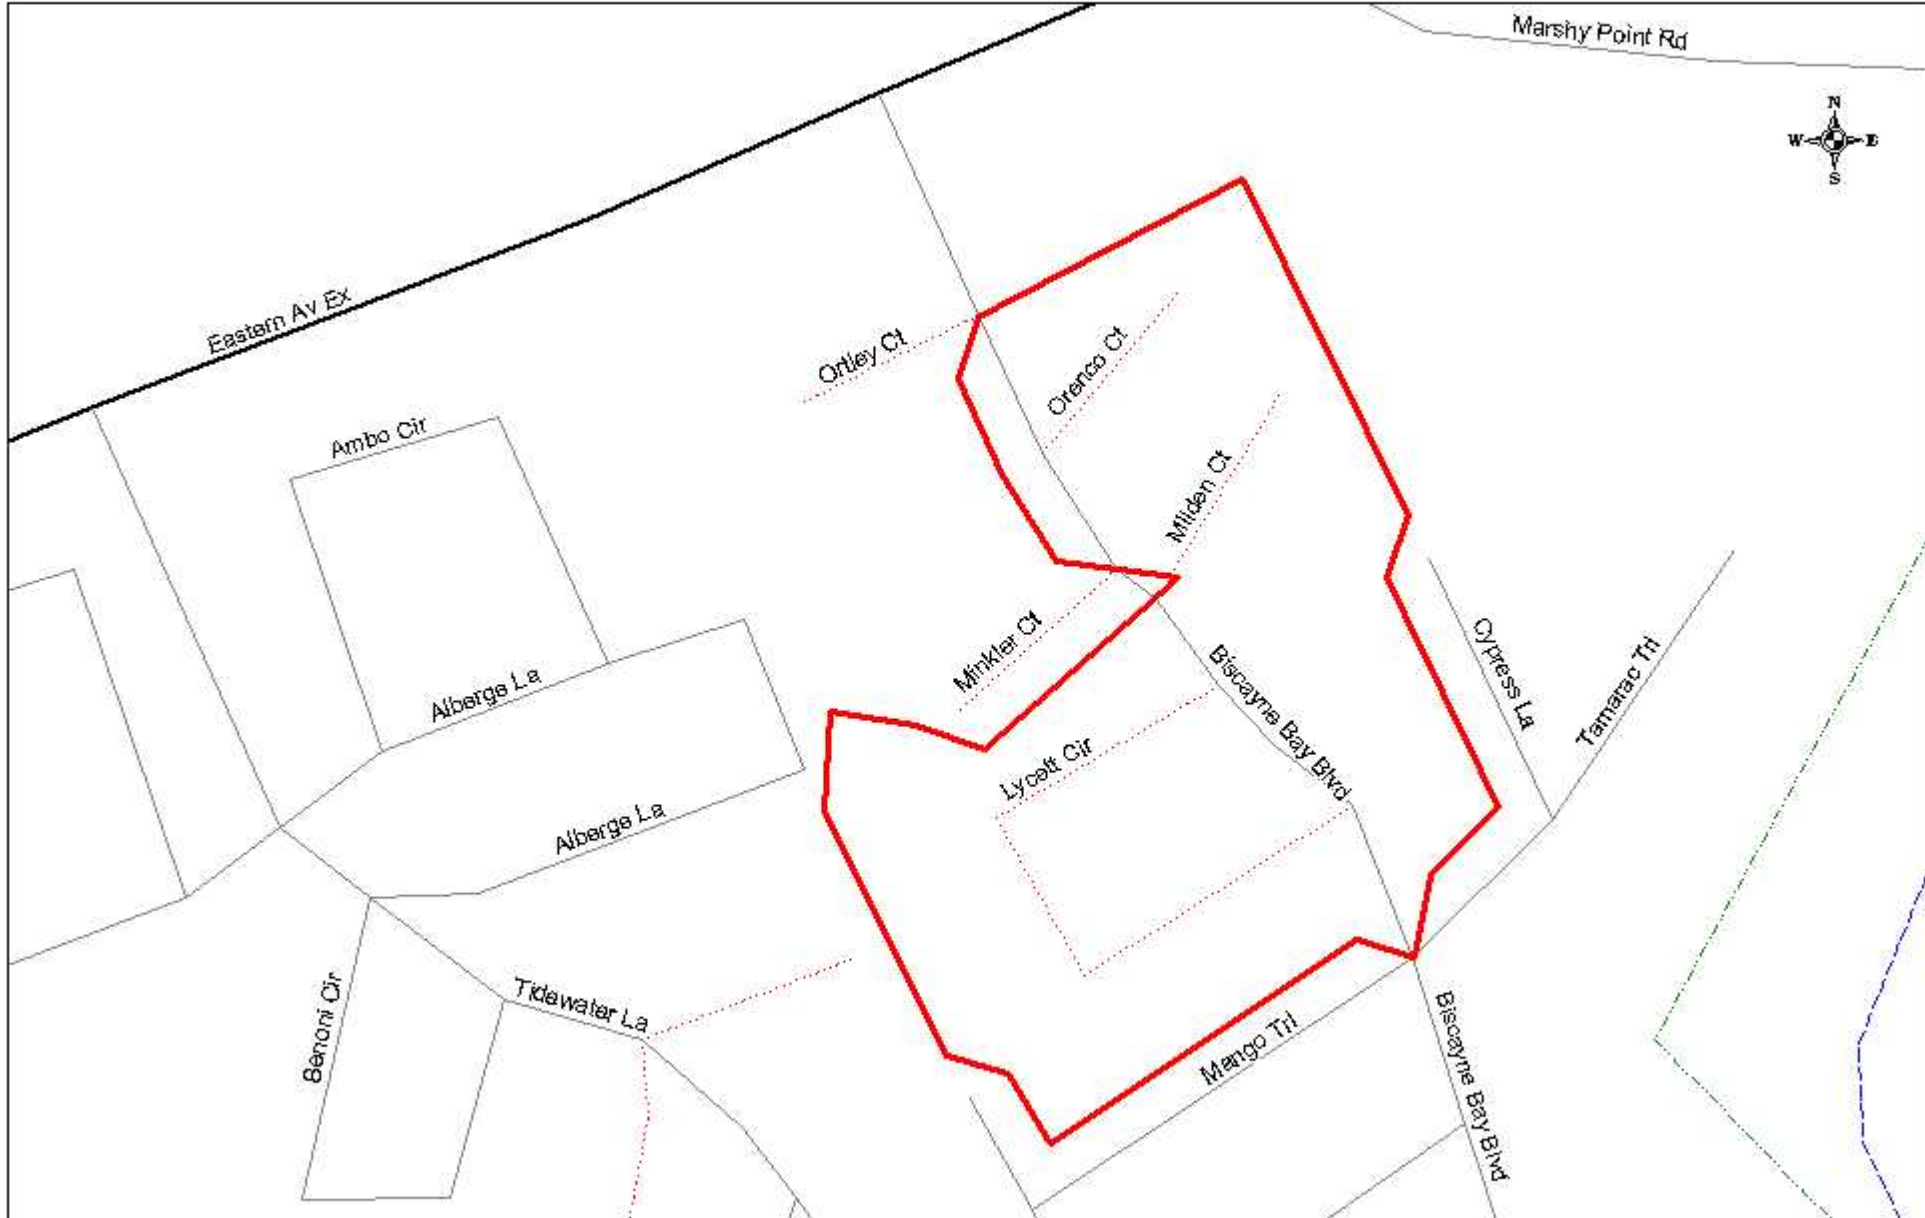 Marshy Point Rd
N
W E
S
Eastern Av Ex
Ortley Ct
Orenco Ct
Ambo Cir
Milden Ct
Minkler Ct
Cypress La
Tamarac Trl
Biscayne Bay Blvd
Alberge La
Lycett Cir
Alberge La
Tidewater La
Benoni Cir
Mango Trl
Biscayne Bay Blvd